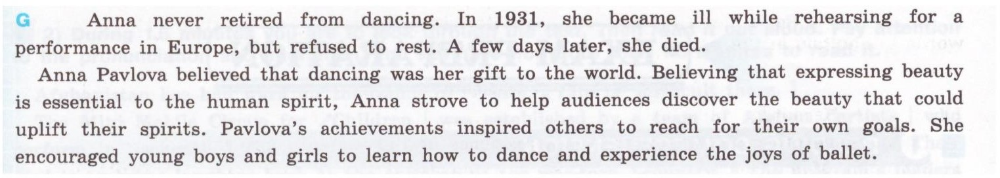 G Anna never retired from dancing. In 1931, she became ill while rehearsing for a
performance in Europe, but refused to rest. A few days later, she died.
Anna Pavlova believed that dancing was her gift to the world. Believing that expressing beauty
is essential to the human spirit, Anna strove to help audiences discover the beauty that could
uplift their spirits. Pavlova's achievements inspired others to reach for their own goals. She
encouraged young boys and girls to learn how to dance and experience the joys of ballet.